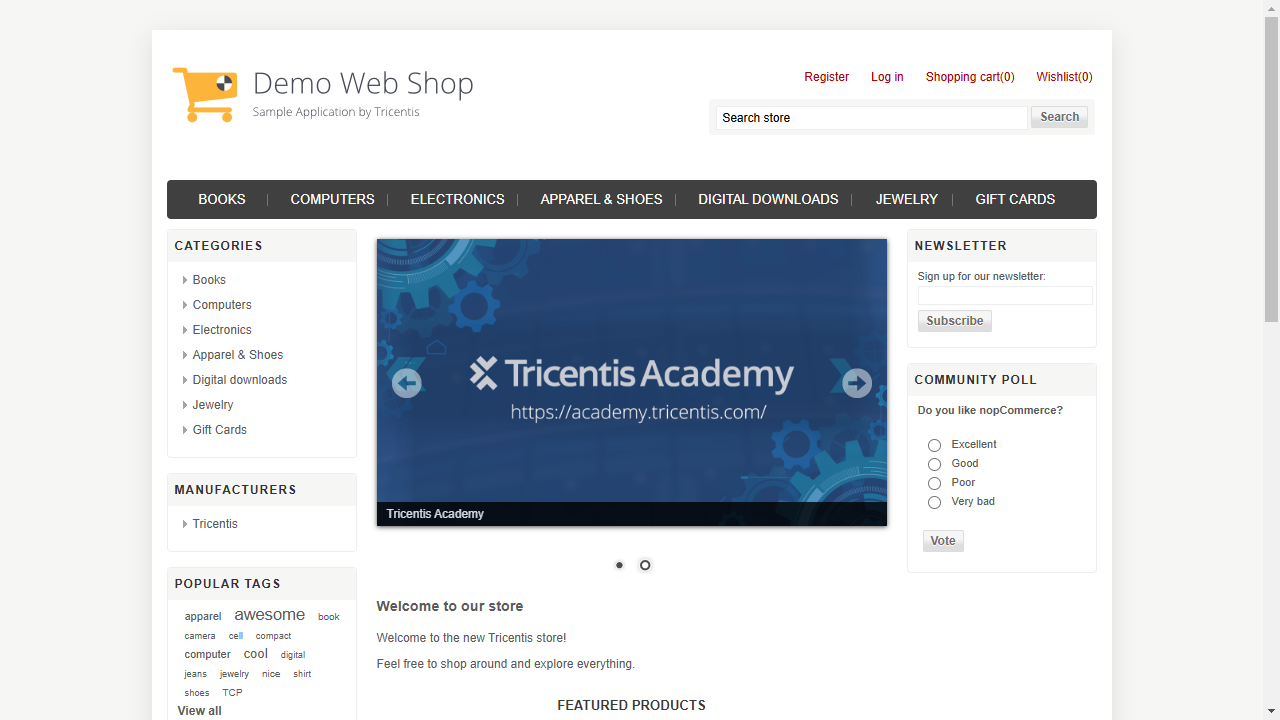 Demo Web Shop
Sample Application by Tricentis
Register Log in Shopping cart(0) Wishlist(0)
Search store Search
BOOKS COMPUTERS ELECTRONICS APPAREL & SHOES DIGITAL DOWNLOADS JEWELRY GIFT CARDS
CATEGORIES
Books
Computers
Electronics
Apparel & Shoes
Digital downloads
Jewelry
Gift Cards
MANUFACTURERS
Tricentis
POPULAR TAGS
apparel awesome book
camera cell compact
computer cool digital
jeans jewelry nice shirt
shoes TCP
View all
Tricentis Academy
https://academy.tricentis.com/
Tricentis Academy
Welcome to our store
Welcome to the new Tricentis store!
Feel free to shop around and explore everything.
FEATURED PRODUCTS
NEWSLETTER
Sign up for our newsletter:
Subscribe
COMMUNITY POLL
Do you like nopCommerce?
Excellent
Good
Poor
Very bad
Vote